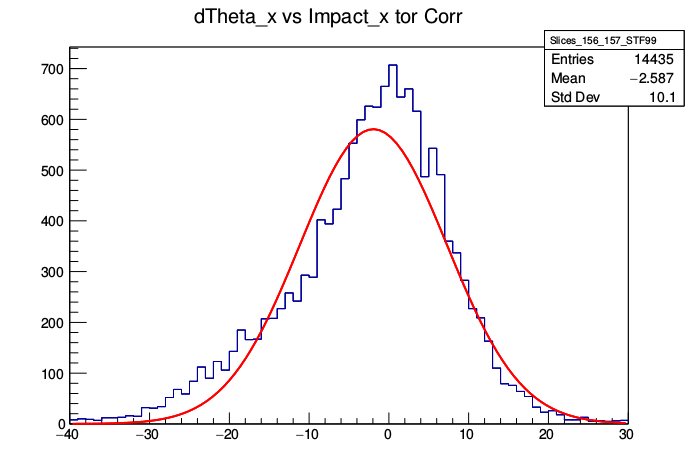 dTheta_x vs Impact_x tor Corr
Slices_156_157_STF99
Entries 14435
Mean −2.587
Std Dev 10.1
700
600
500
400
300
200
100
0
−40 −30 −20 −10 0 10 20 30